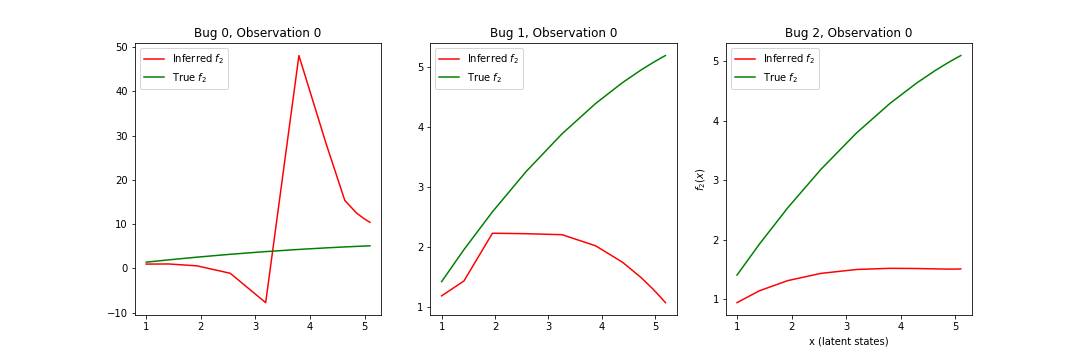 Bug 0, Observation 0
Inferred f₂
True f₂
50
40
30
20
10
0
−10
1 2 3 4 5
Bug 1, Observation 0
Inferred f₂
True f₂
5
4
3
2
1
1 2 3 4 5
Bug 2, Observation 0
Inferred f₂
True f₂
f₂(x)
5
4
3
2
1
1 2 3 4 5
x (latent states)